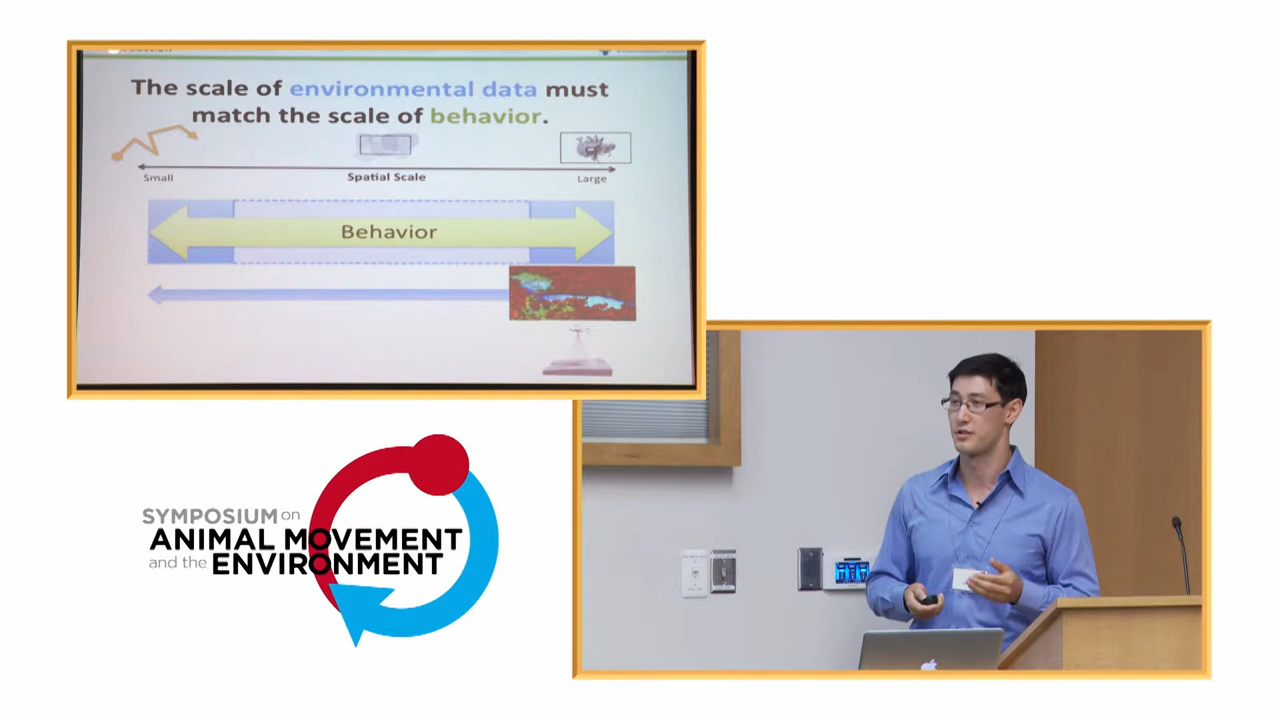 The scale of environmental data must
match the scale of behavior.
Small
Spatial Scale
Large
Behavior
SYMPOSIUM on
ANIMAL MOVEMENT
and the ENVIRONMENT